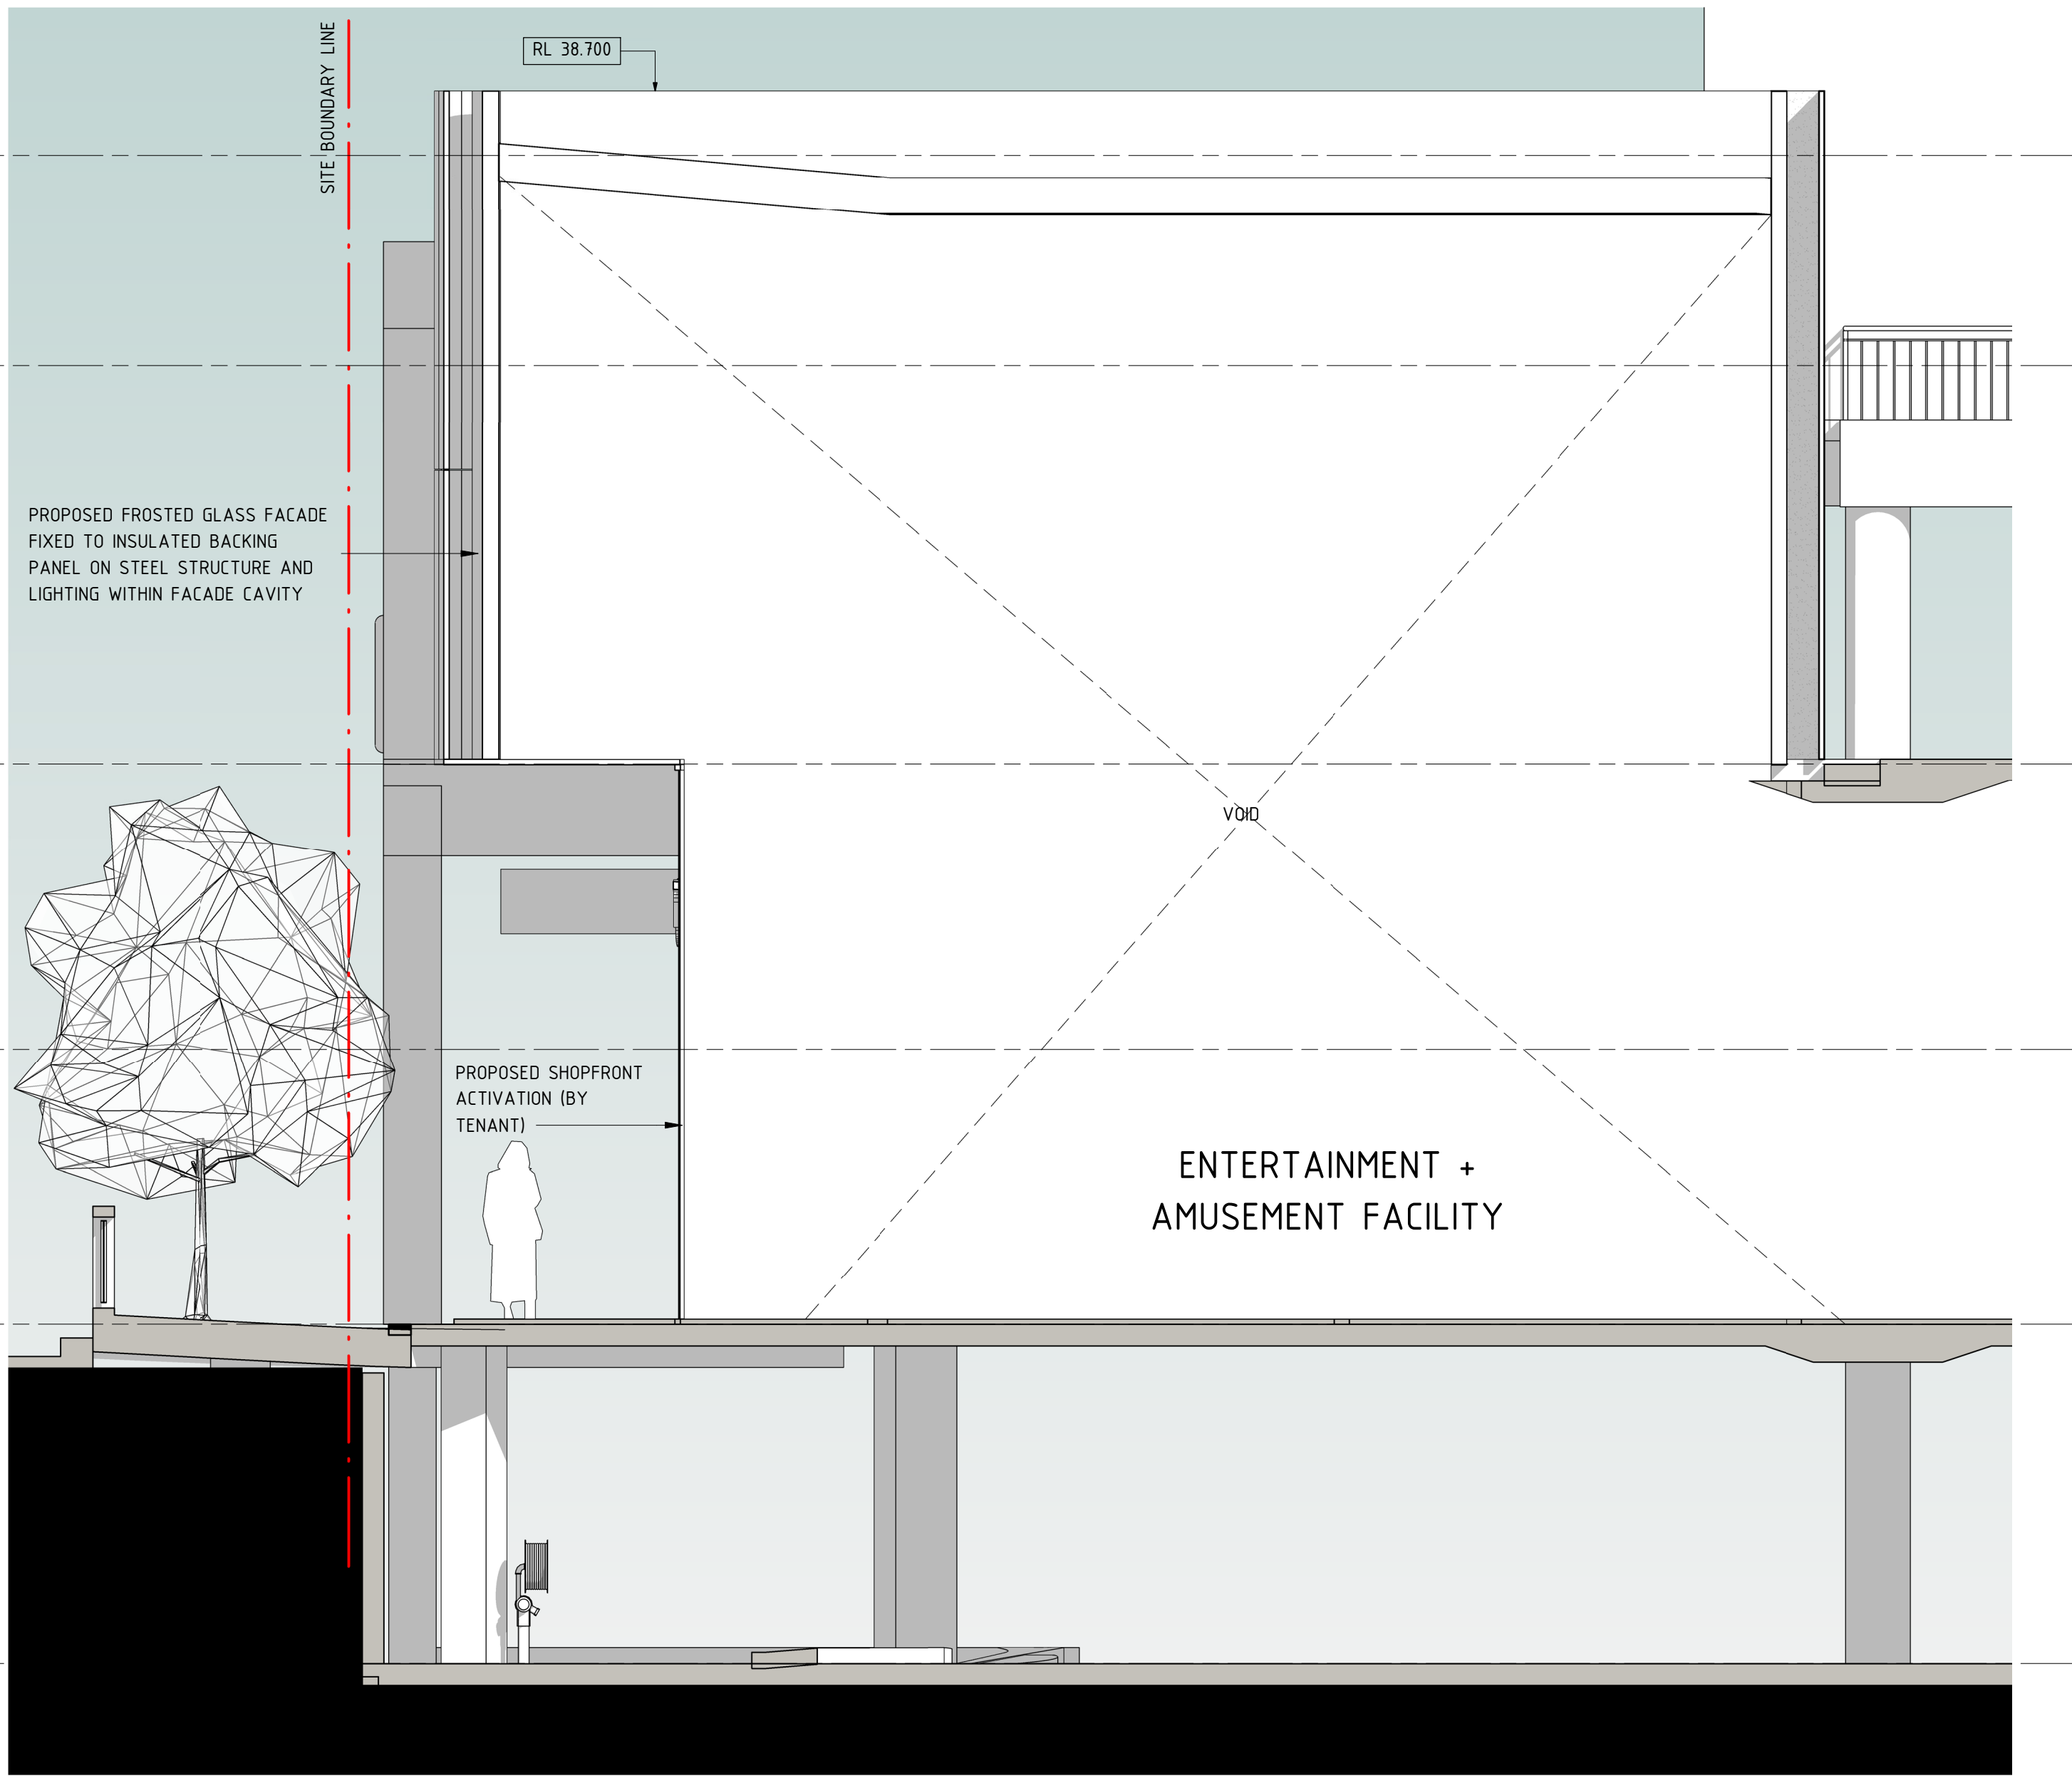 SITE BOUNDARY LINE
RL 38.700
PROPOSED FROSTED GLASS FACADE
FIXED TO INSULATED BACKING
PANEL ON STEEL STRUCTURE AND
LIGHTING WITHIN FACADE CAVITY
VOID
PROPOSED SHOPFRONT
ACTIVATION (BY
TENANT)
ENTERTAINMENT +
AMUSEMENT FACILITY